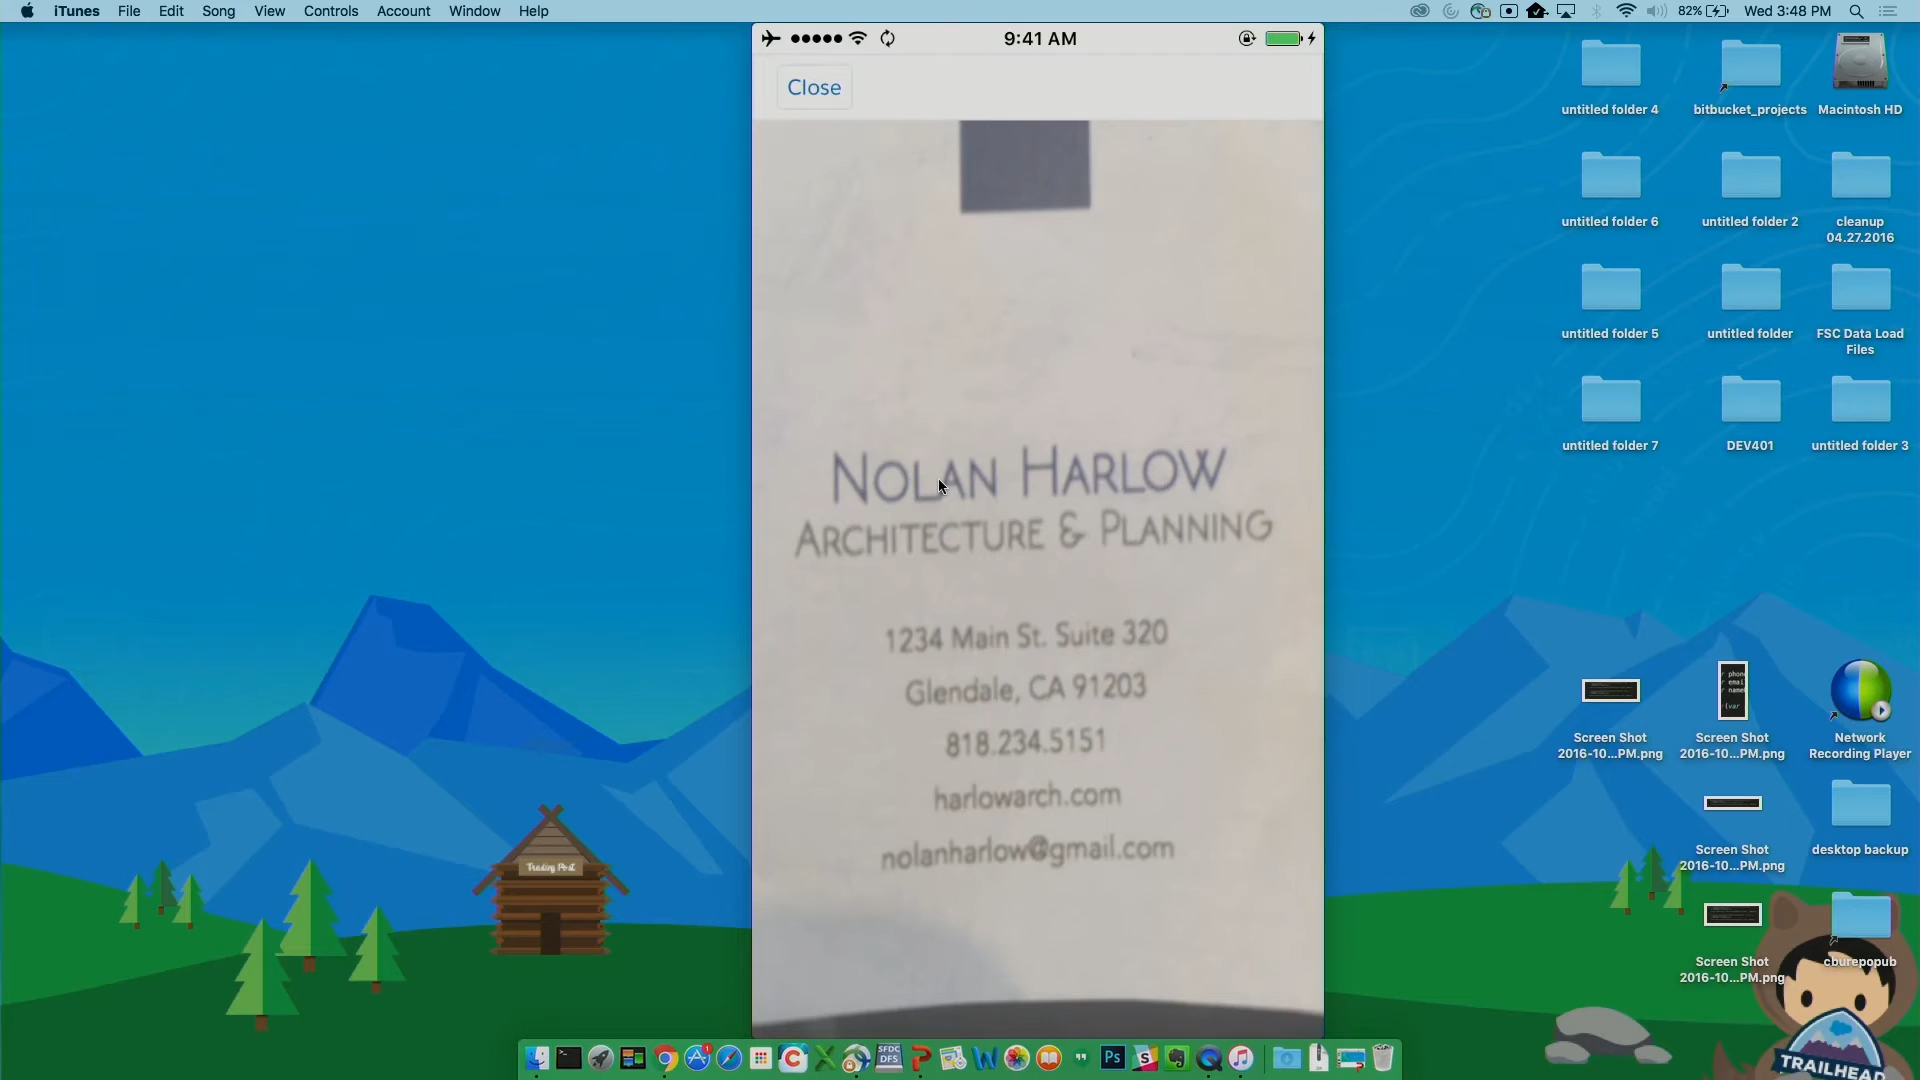 iTunes File Edit Song View Controls Account Window Help
82% Wed 3:48 PM
9:41 AM
Close
NOLAN HARLOW
ARCHITECTURE & PLANNING
1234 Main St. Suite 320
Glendale, CA 91203
818.234.5151
harlowarch.com
nolanharlow@gmail.com
untitled folder 4
bitbucket_projects
Macintosh HD
untitled folder 6
untitled folder 2
cleanup
04.27.2016
untitled folder 5
untitled folder
FSC Data Load
Files
untitled folder 7
DEV401
untitled folder 3
Screen Shot
2016-10...PM.png
Screen Shot
2016-10...PM.png
Network
Recording Player
Screen Shot
2016-10...PM.png
desktop backup
Screen Shot
2016-10...PM.png
cburepopub
Trading Post
TRAILHEAD
SFDC
DFS
Ps